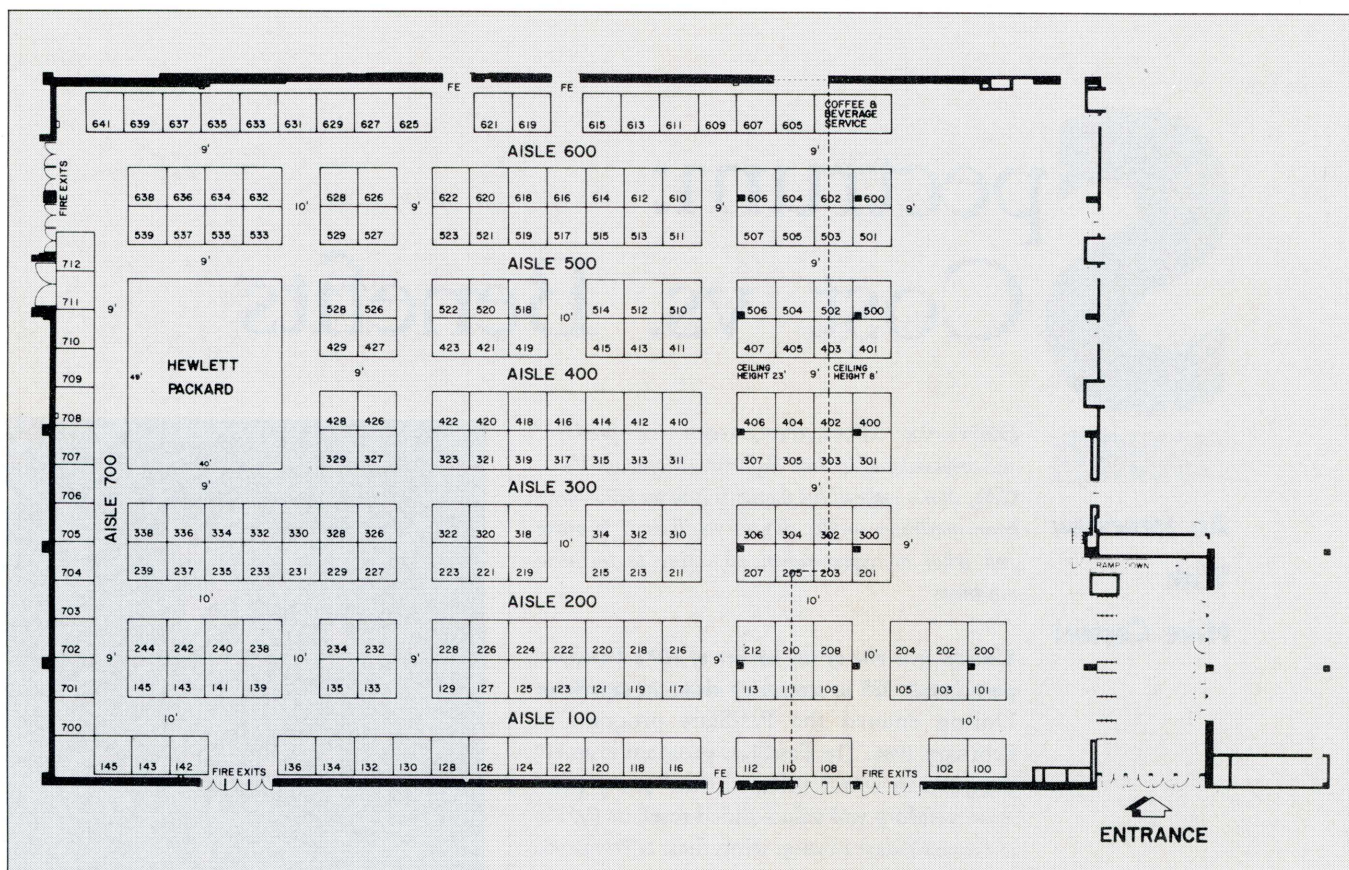 FE FE
COFFEE &
BEVERAGE
SERVICE
641 639 637 635 633 631 629 627 625 621 619 615 613 611 609 607 605
9' AISLE 600 9'
FIRE EXITS
638 636 634 632 10' 628 626 9' 622 620 618 616 614 612 610 9' 606 604 602 600 9'
539 537 535 533 529 527 523 521 519 517 515 513 511 507 505 503 501
9' AISLE 500 9'
712
711
710
709
708
707
706
705
704
703
702
701
700
9'
AISLE 700
9'
528 526 522 520 518 10' 514 512 510 506 504 502 500
429 427 423 421 419 415 413 411 407 405 403 401
HEWLETT
PACKARD
48'
40'
9' AISLE 400 CEILING
HEIGHT 23' 9' CEILING
HEIGHT 8'
428 426 422 420 418 416 414 412 410 406 404 402 400
329 327 323 321 319 317 315 313 311 307 305 303 301
9' AISLE 300 9'
338 336 334 332 330 328 326 322 320 318 10' 314 312 310 306 304 302 300 9'
239 237 235 233 231 229 227 223 221 219 215 213 211 207 205 203 201
RAMP DOWN
10' AISLE 200 10'
244 242 240 238 10' 234 232 9' 228 226 224 222 220 218 216 9' 212 210 208 10' 204 202 200
145 143 141 139 135 133 129 127 125 123 121 119 117 113 111 109 105 103 101
10' AISLE 100 10'
145 143 142 FIRE EXITS 136 134 132 130 128 126 124 122 120 118 116 FE 112 110 108 FIRE EXITS 102 100
ENTRANCE